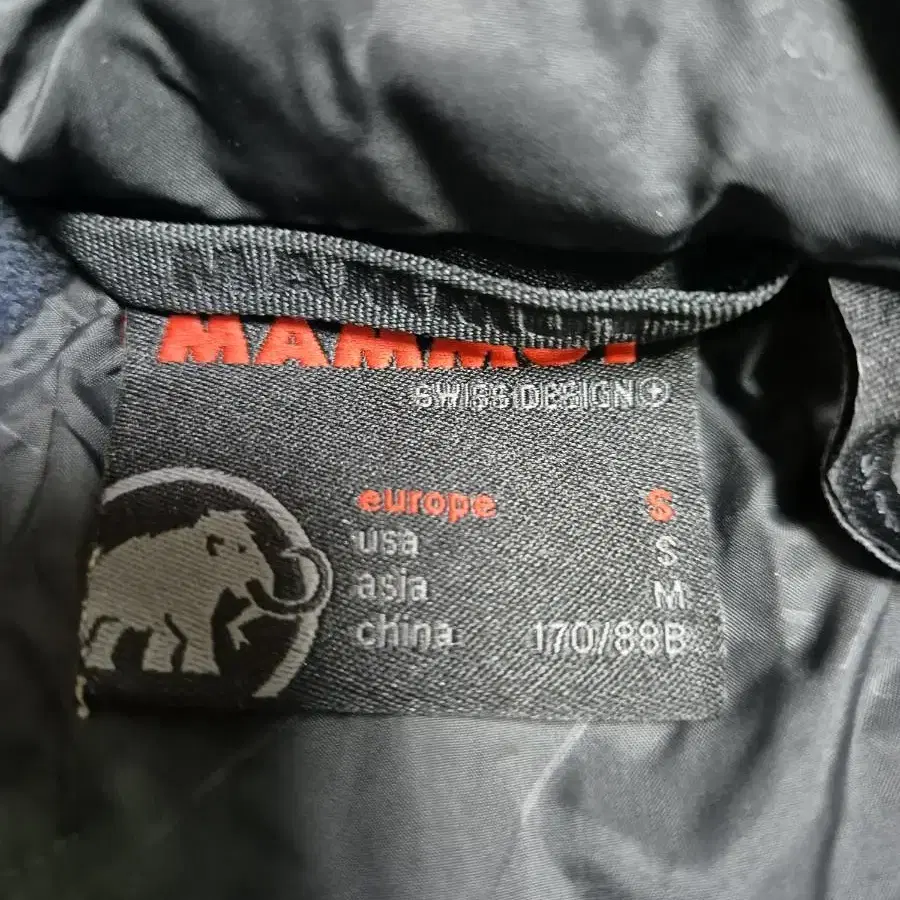 MAMMUT
SWISS DESIGN
europe S
usa S
asia M
china 170/88B